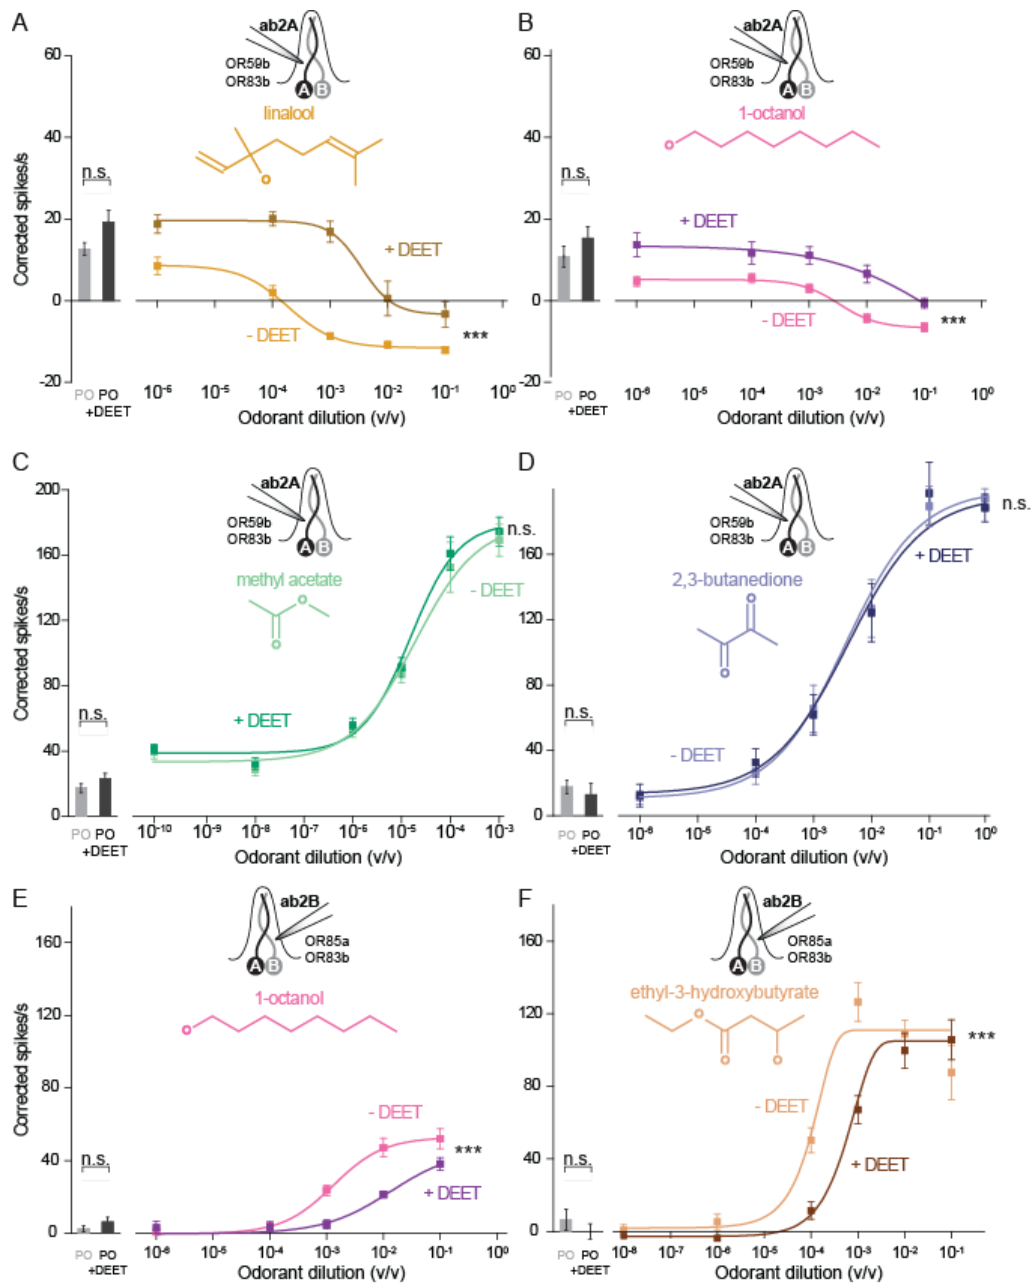 A
ab2A
OR59b
OR83b
A B
linalool
60
40
20
0
-20
Corrected spikes/s
n.s.
PO PO
+DEET
+ DEET
- DEET
***
10-6 10-5 10-4 10-3 10-2 10-1 100
Odorant dilution (v/v)
B
ab2A
OR59b
OR83b
A B
1-octanol
60
40
20
0
-20
n.s.
PO PO
+DEET
+ DEET
- DEET
***
10-6 10-5 10-4 10-3 10-2 10-1 100
Odorant dilution (v/v)
C
ab2A
OR59b
OR83b
A B
methyl acetate
200
160
120
80
40
0
Corrected spikes/s
n.s.
PO PO
+DEET
n.s.
- DEET
+ DEET
10-10 10-9 10-8 10-7 10-6 10-5 10-4 10-3
Odorant dilution (v/v)
D
ab2A
OR59b
OR83b
A B
2,3-butanedione
160
120
80
40
0
n.s.
PO PO
+DEET
n.s.
+ DEET
- DEET
10-6 10-5 10-4 10-3 10-2 10-1 100
Odorant dilution (v/v)
E
ab2B
OR85a
OR83b
A B
1-octanol
160
120
80
40
0
Corrected spikes/s
n.s.
PO PO
+DEET
- DEET
***
+ DEET
10-6 10-5 10-4 10-3 10-2 10-1 100
Odorant dilution (v/v)
F
ab2B
OR85a
OR83b
A B
ethyl-3-hydroxybutyrate
160
120
80
40
0
n.s.
PO PO
+DEET
***
- DEET
+ DEET
10-8 10-7 10-6 10-5 10-4 10-3 10-2 10-1
Odorant dilution (v/v)